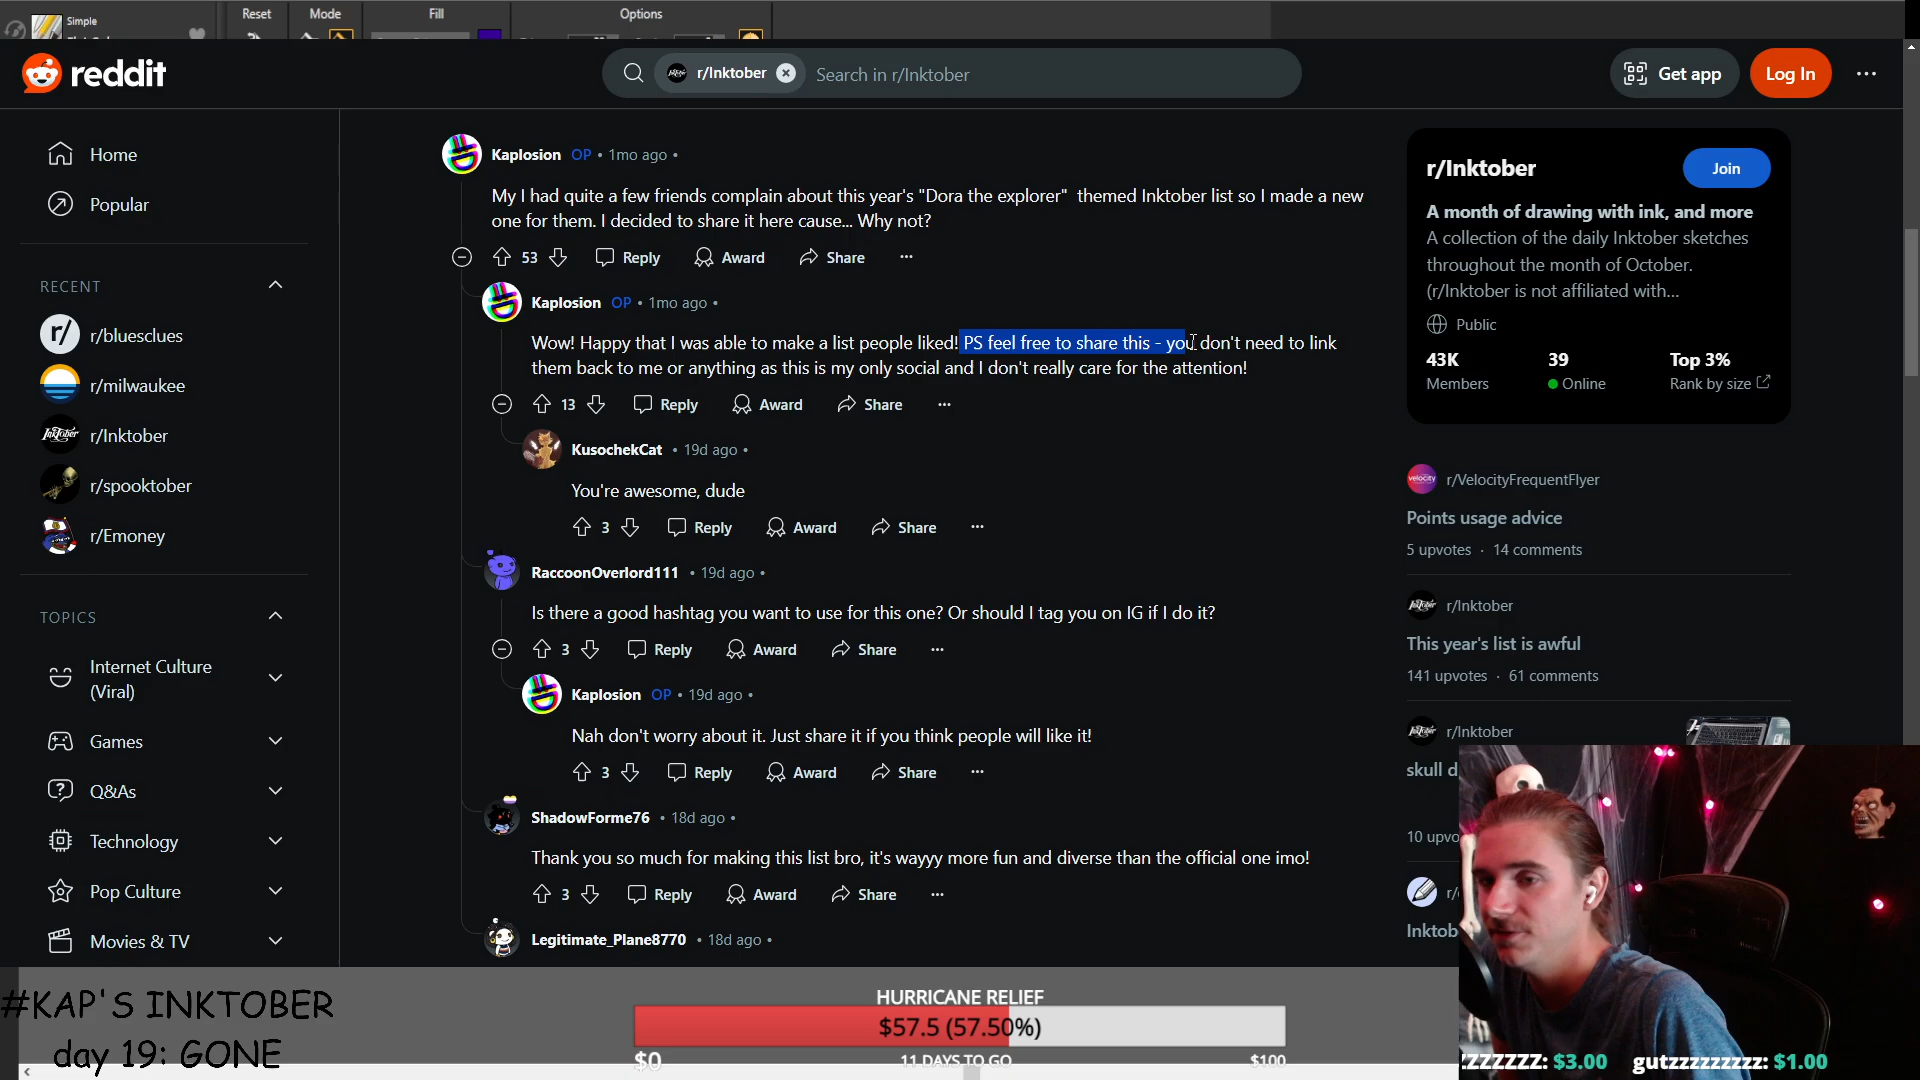 Simple
Reset
Mode
Fill
Options
reddit
r/Inktober
Search in r/Inktober
Get app
Log In
Home
Popular
RECENT
r/bluesclues
r/milwaukee
r/Inktober
r/spooktober
r/Emoney
TOPICS
Internet Culture
(Viral)
Games
Q&As
Technology
Pop Culture
Movies & TV
Kaplosion OP • 1mo ago •
My I had quite a few friends complain about this year's "Dora the explorer" themed Inktober list so I made a new
one for them. I decided to share it here cause... Why not?
53 Reply Award Share
Kaplosion OP • 1mo ago •
Wow! Happy that I was able to make a list people liked! PS feel free to share this - you don't need to link
them back to me or anything as this is my only social and I don't really care for the attention!
13 Reply Award Share
KusochekCat • 19d ago •
You're awesome, dude
3 Reply Award Share
RaccoonOverlord111 • 19d ago •
Is there a good hashtag you want to use for this one? Or should I tag you on IG if I do it?
3 Reply Award Share
Kaplosion OP • 19d ago •
Nah don't worry about it. Just share it if you think people will like it!
3 Reply Award Share
ShadowForme76 • 18d ago •
Thank you so much for making this list bro, it's wayyy more fun and diverse than the official one imo!
3 Reply Award Share
Legitimate_Plane8770 • 18d ago •
r/Inktober
Join
A month of drawing with ink, and more
A collection of the daily Inktober sketches
throughout the month of October.
(r/Inktober is not affiliated with...
Public
43K 39 Top 3%
Members Online Rank by size
r/VelocityFrequentFlyer
Points usage advice
5 upvotes · 14 comments
r/Inktober
This year's list is awful
141 upvotes · 61 comments
r/Inktober
skull d
10 upvo
r/
Inktob
#KAP'S INKTOBER
day 19: GONE
HURRICANE RELIEF
$57.5 (57.50%)
$0 11 DAYS TO GO $100
ZZZZZZZ: $3.00 gutzzzzzzzzz: $1.00